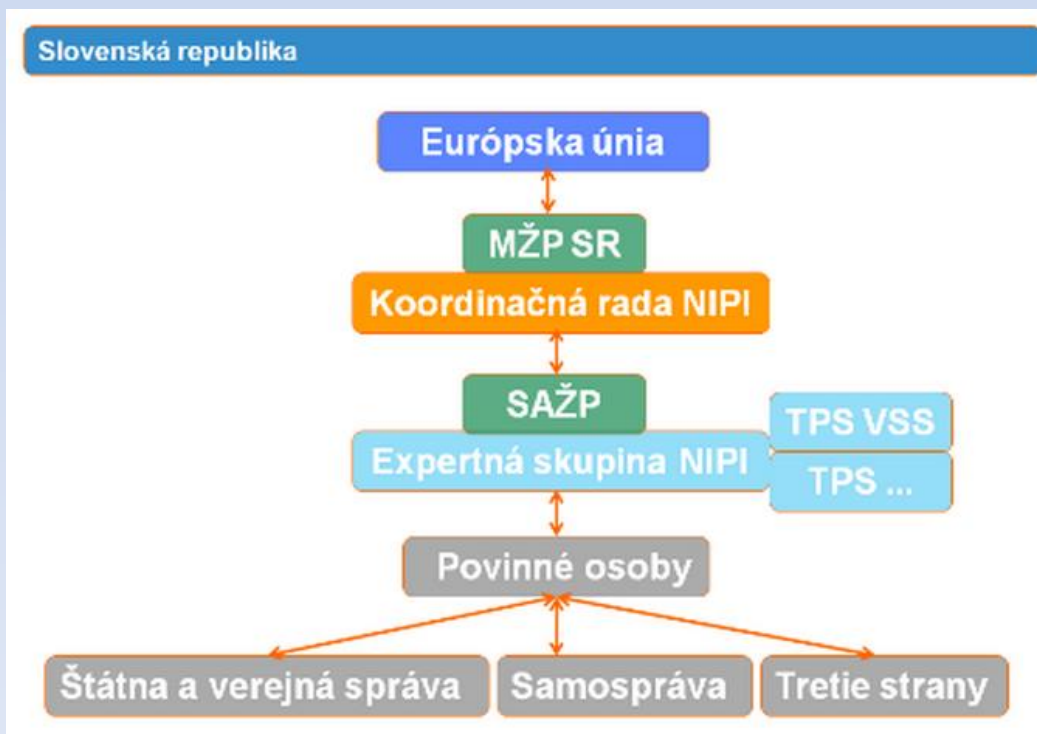 Slovenská republika
Európska únia
MŽP SR
Koordinačná rada NIPI
SAŽP
TPS VSS
Expertná skupina NIPI
TPS ...
Povinné osoby
Štátna a verejná správa
Samospráva
Tretie strany